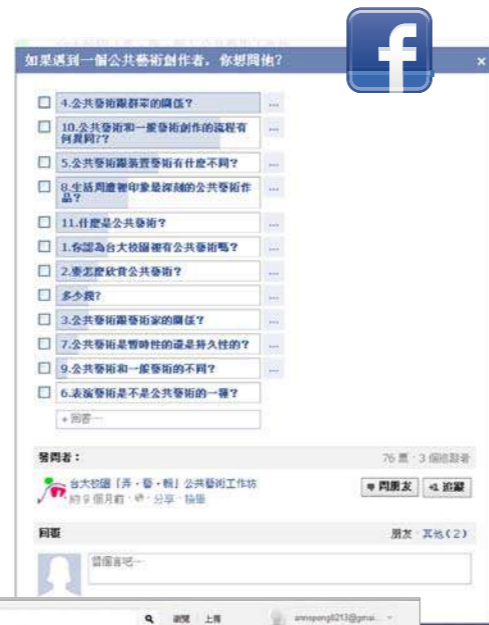 如果遇到一個公共藝術創作者，你想問他?
×
4.公共藝術跟群眾的關係?
10.公共藝術和一般藝術創作的流程有
何異同??
5.公共藝術跟裝置藝術有什麼不同?
8.生活周遭裡印象最深刻的公共藝術作
品?
11.什麼是公共藝術?
1.你認為台大校園裡有公共藝術嗎?
2.要怎麼欣賞公共藝術?
多少錢?
3.公共藝術跟藝術家的關係?
7.公共藝術是暫時性的還是持久性的?
9.公共藝術和一般藝術的不同?
6.表演藝術是不是公共藝術的一種?
+ 回答…
發問者：
76 票 · 3 個追蹤者
台大校園「弄‧藝‧輯」公共藝術工作坊
約 9 個月前 · 分享 · 檢舉
問朋友
追蹤
回覆
朋友 · 其他 (2)
留個言吧…
瀏覽
上傳